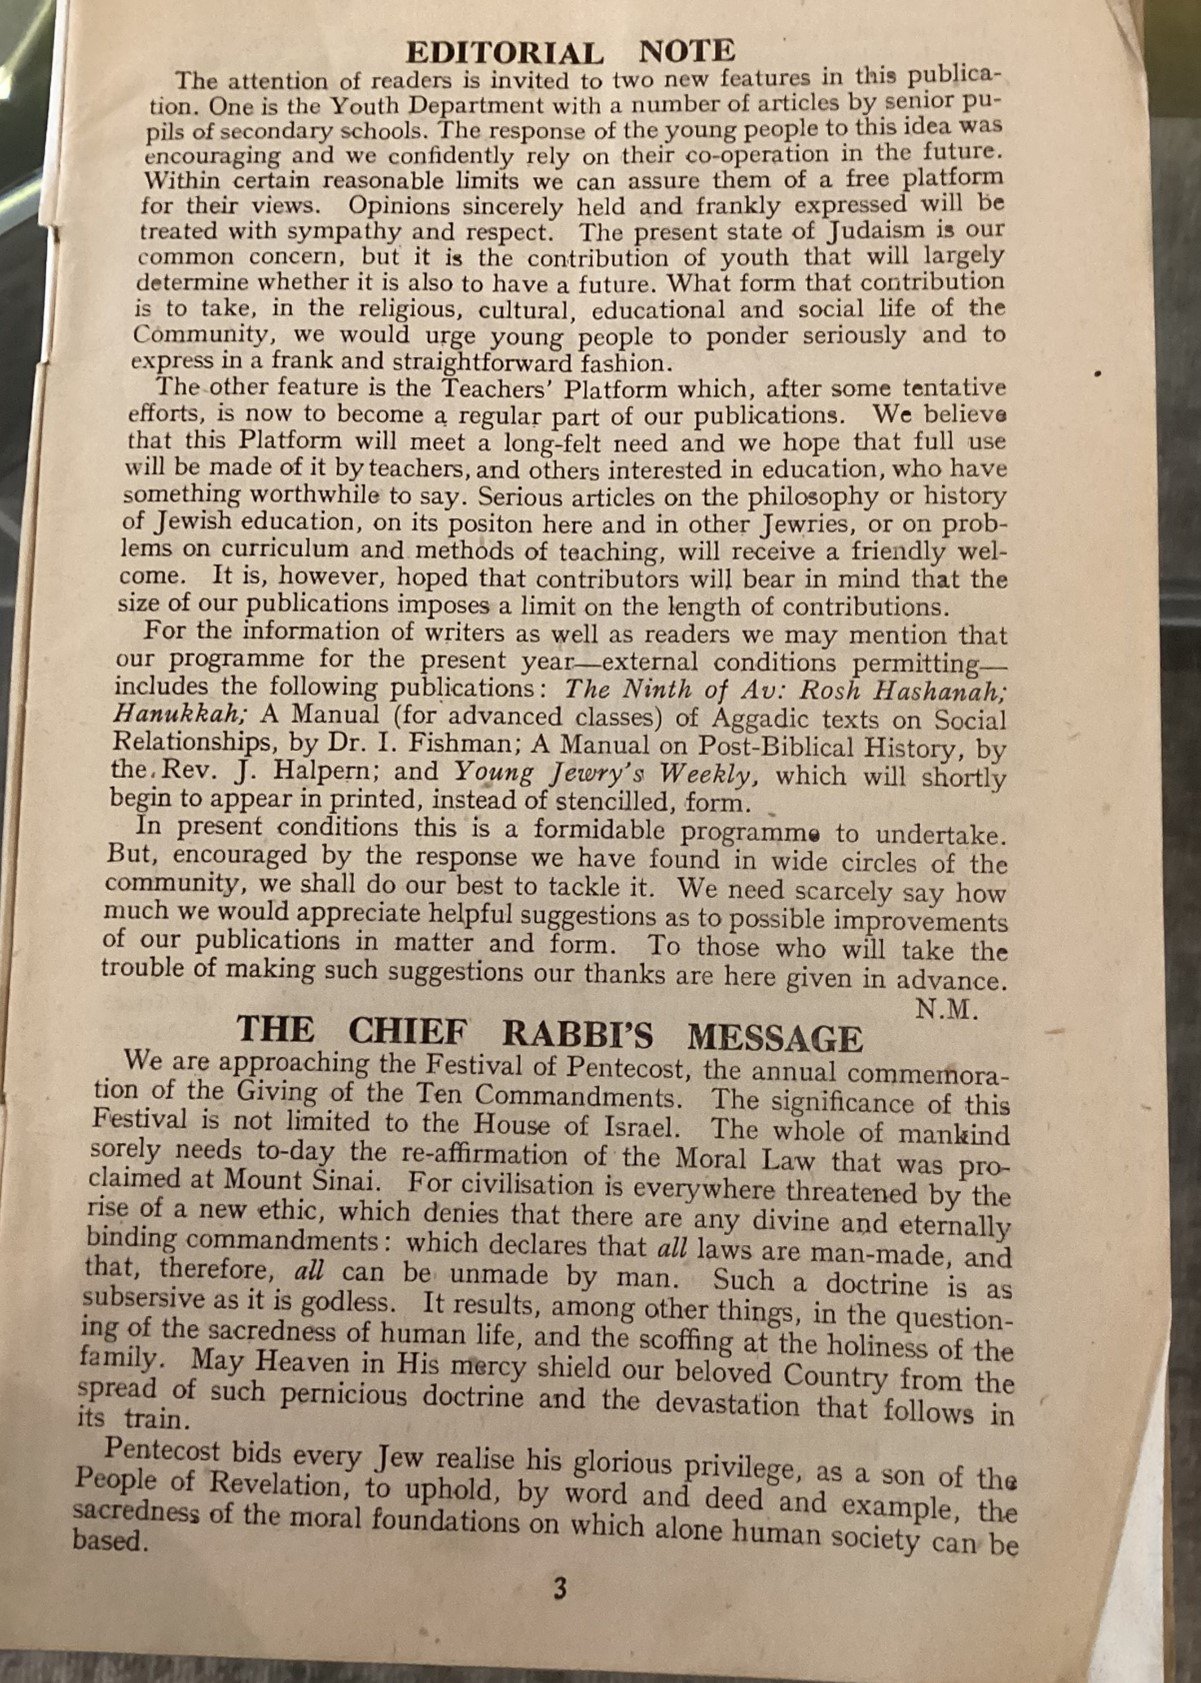 EDITORIAL NOTE
The attention of readers is invited to two new features in this publica-
tion. One is the Youth Department with a number of articles by senior pu-
pils of secondary schools. The response of the young people to this idea was
encouraging and we confidently rely on their co-operation in the future.
Within certain reasonable limits we can assure them of a free platform
for their views. Opinions sincerely held and frankly expressed will be
treated with sympathy and respect. The present state of Judaism is our
common concern, but it is the contribution of youth that will largely
determine whether it is also to have a future. What form that contribution
is to take, in the religious, cultural, educational and social life of the
Community, we would urge young people to ponder seriously and to
express in a frank and straightforward fashion.
The other feature is the Teachers' Platform which, after some tentative
efforts, is now to become a regular part of our publications. We believe
that this Platform will meet a long-felt need and we hope that full use
will be made of it by teachers, and others interested in education, who have
something worthwhile to say. Serious articles on the philosophy or history
of Jewish education, on its positon here and in other Jewries, or on prob-
lems on curriculum and methods of teaching, will receive a friendly wel-
come. It is, however, hoped that contributors will bear in mind that the
size of our publications imposes a limit on the length of contributions.
For the information of writers as well as readers we may mention that
our programme for the present year—external conditions permitting—
includes the following publications: The Ninth of Av: Rosh Hashanah;
Hanukkah; A Manual (for advanced classes) of Aggadic texts on Social
Relationships, by Dr. I. Fishman; A Manual on Post-Biblical History, by
the Rev. J. Halpern; and Young Jewry's Weekly, which will shortly
begin to appear in printed, instead of stencilled, form.
In present conditions this is a formidable programme to undertake.
But, encouraged by the response we have found in wide circles of the
community, we shall do our best to tackle it. We need scarcely say how
much we would appreciate helpful suggestions as to possible improvements
of our publications in matter and form. To those who will take the
trouble of making such suggestions our thanks are here given in advance.
N.M.
THE CHIEF RABBI'S MESSAGE
We are approaching the Festival of Pentecost, the annual commemora-
tion of the Giving of the Ten Commandments. The significance of this
Festival is not limited to the House of Israel. The whole of mankind
sorely needs to-day the re-affirmation of the Moral Law that was pro-
claimed at Mount Sinai. For civilisation is everywhere threatened by the
rise of a new ethic, which denies that there are any divine and eternally
binding commandments: which declares that all laws are man-made, and
that, therefore, all can be unmade by man. Such a doctrine is as
subsersive as it is godless. It results, among other things, in the question-
ing of the sacredness of human life, and the scoffing at the holiness of the
family. May Heaven in His mercy shield our beloved Country from the
spread of such pernicious doctrine and the devastation that follows in
its train.
Pentecost bids every Jew realise his glorious privilege, as a son of the
People of Revelation, to uphold, by word and deed and example, the
sacredness of the moral foundations on which alone human society can be
based.
3